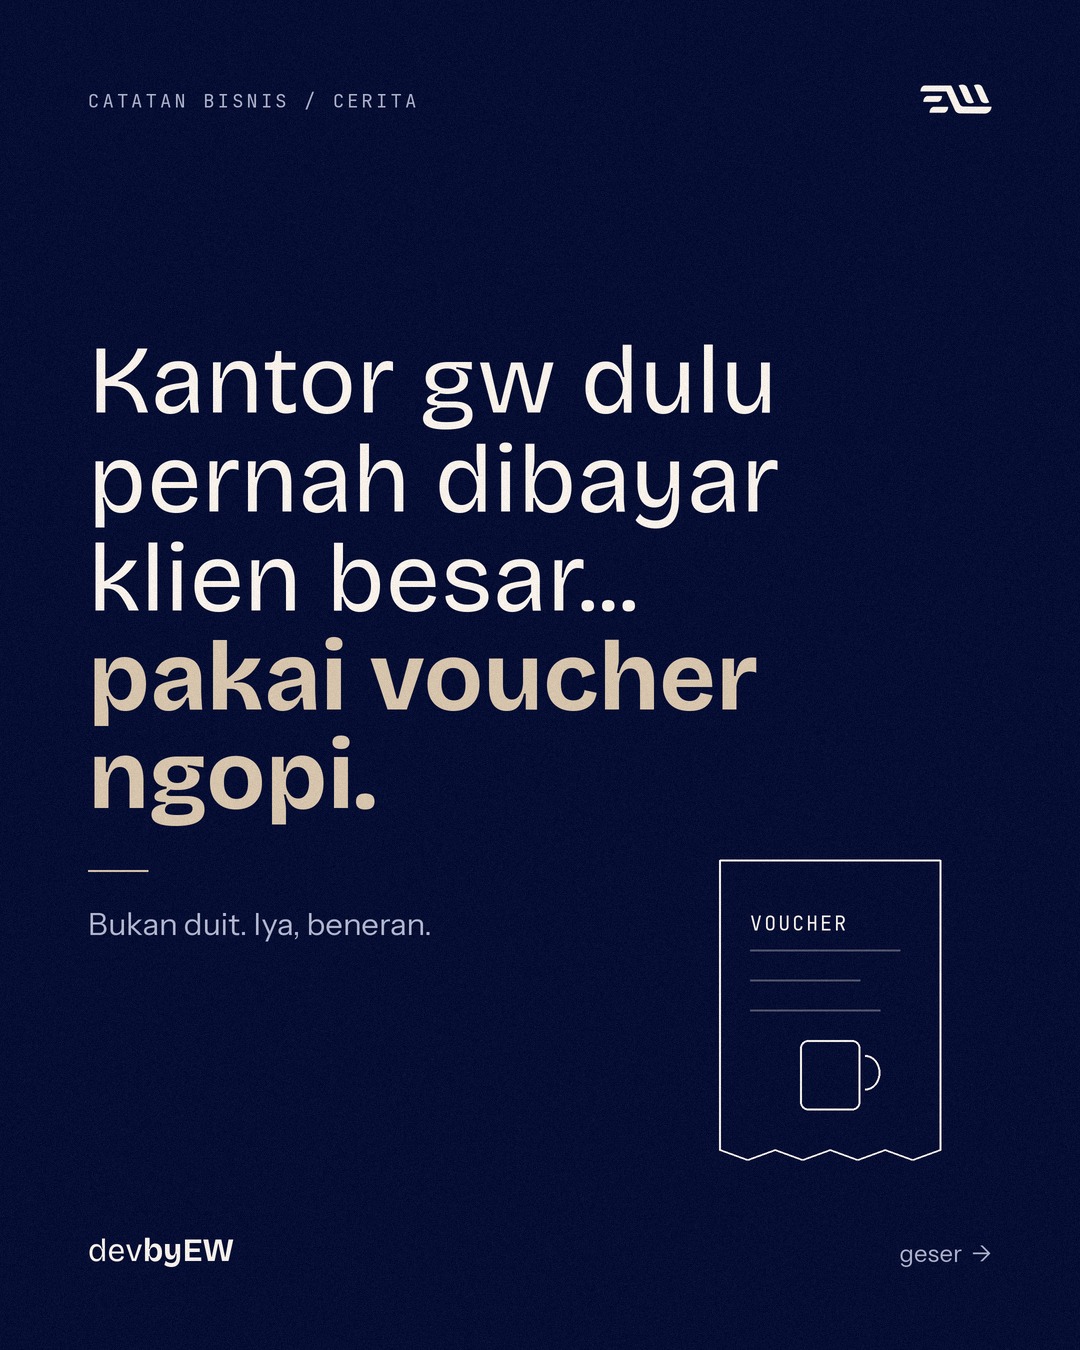 CATATAN BISNIS / CERITA
EW
Kantor gw dulu
pernah dibayar
klien besar...
pakai voucher
ngopi.
Bukan duit. Iya, beneran.
VOUCHER
devbyEW
geser →